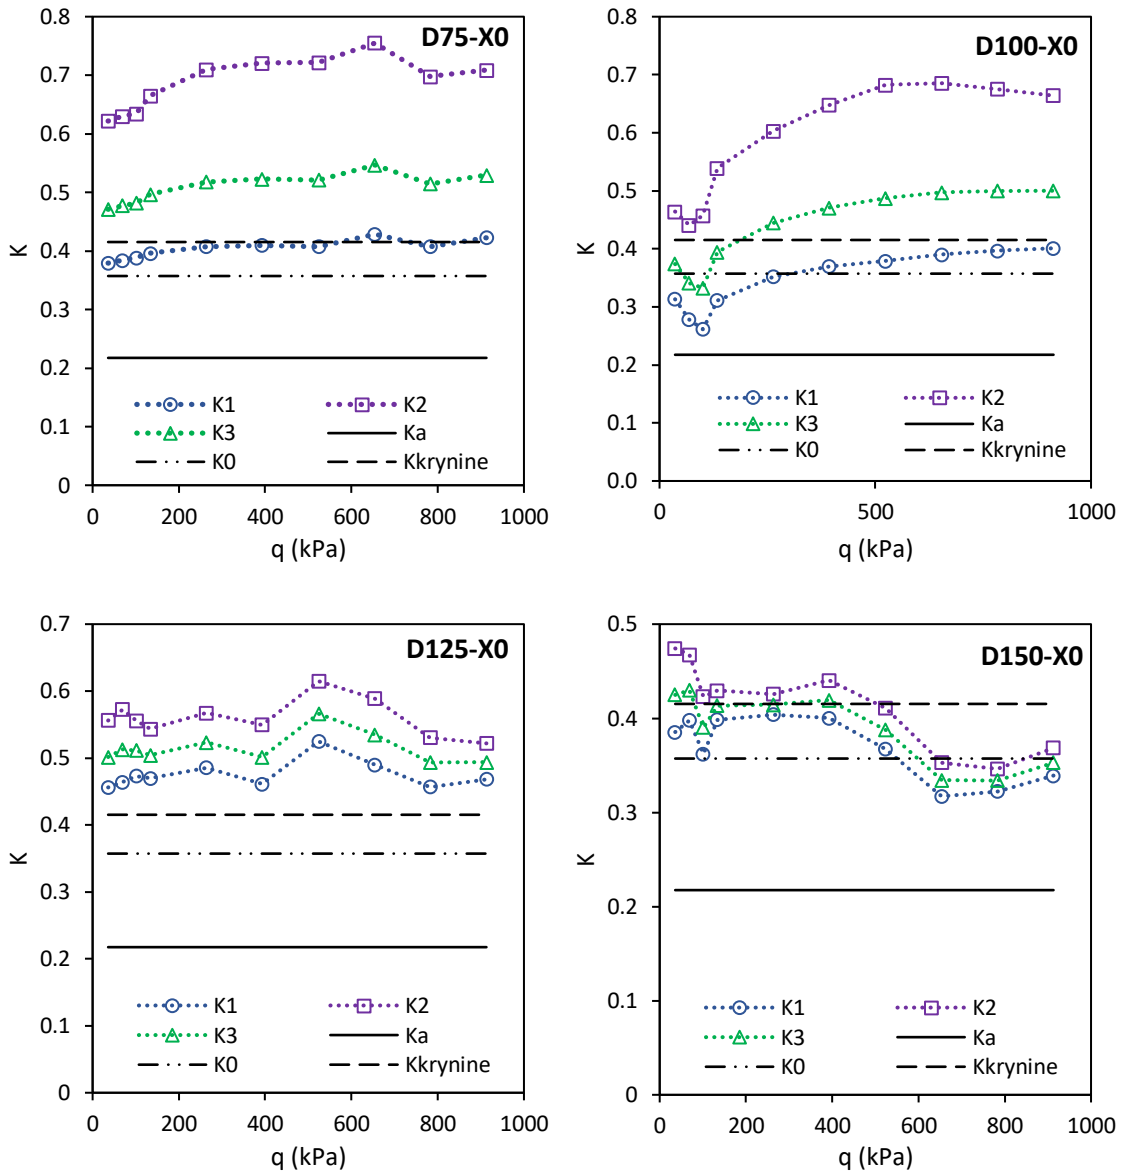 D75-X0
0.8
0.7
0.6
0.5
0.4
0.3
0.2
0.1
0
K
K1 K2
K3 Ka
K0 Kkrynine
0 200 400 600 800 1000
q (kPa)
D100-X0
0.8
0.7
0.6
0.5
0.4
0.3
0.2
0.1
0.0
K
K1 K2
K3 Ka
K0 Kkrynine
0 500 1000
q (kPa)
D125-X0
0.7
0.6
0.5
0.4
0.3
0.2
0.1
0
K
K1 K2
K3 Ka
K0 Kkrynine
0 200 400 600 800 1000
q (kPa)
D150-X0
0.5
0.4
0.3
0.2
0.1
0
K
K1 K2
K3 Ka
K0 Kkrynine
0 200 400 600 800 1000
q (kPa)